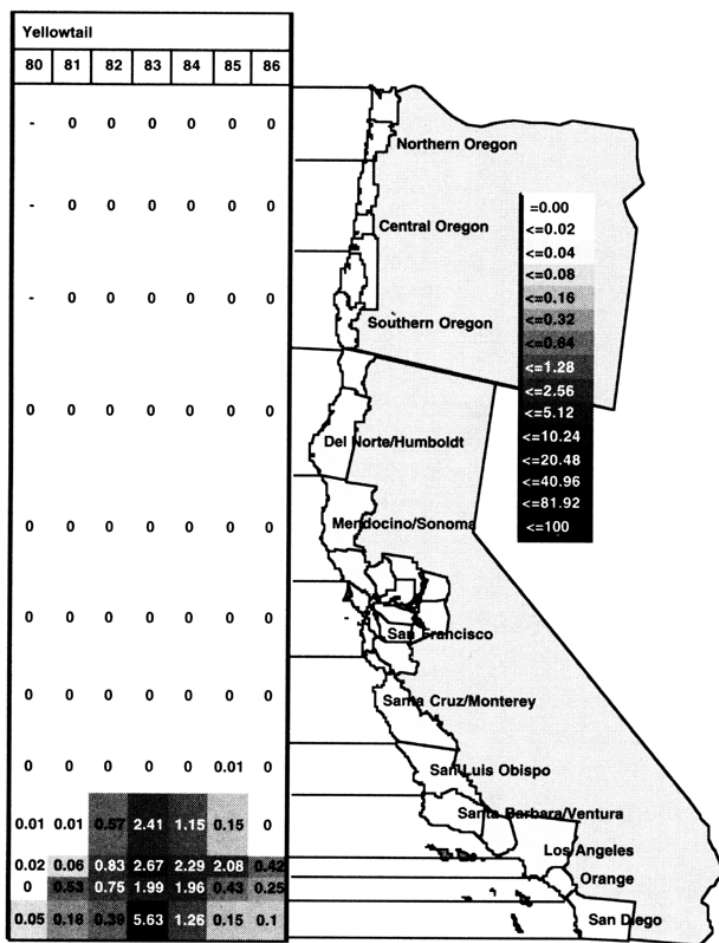 Yellowtail
80 81 82 83 84 85 86
- 0 0 0 0 0 0
Northern Oregon
- 0 0 0 0 0 0
Central Oregon
- 0 0 0 0 0 0
Southern Oregon
0 0 0 0 0 0 0
Del Norte/Humboldt
0 0 0 0 0 0 0
Mendocino/Sonoma
0 0 0 0 0 0 0
San Francisco
0 0 0 0 0 0 0
Santa Cruz/Monterey
0 0 0 0 0 0.01 0
San Luis Obispo
0.01 0.01 0.57 2.41 1.15 0.15 0
Santa Barbara/Ventura
0.02 0.06 0.83 2.67 2.29 2.08 0.42
Los Angeles
0 0.53 0.75 1.99 1.96 0.43 0.25
Orange
0.05 0.16 0.39 5.63 1.26 0.15 0.1
San Diego
=0.00
<=0.02
<=0.04
<=0.08
<=0.16
<=0.32
<=0.64
<=1.28
<=2.56
<=5.12
<=10.24
<=20.48
<=40.96
<=81.92
<=100